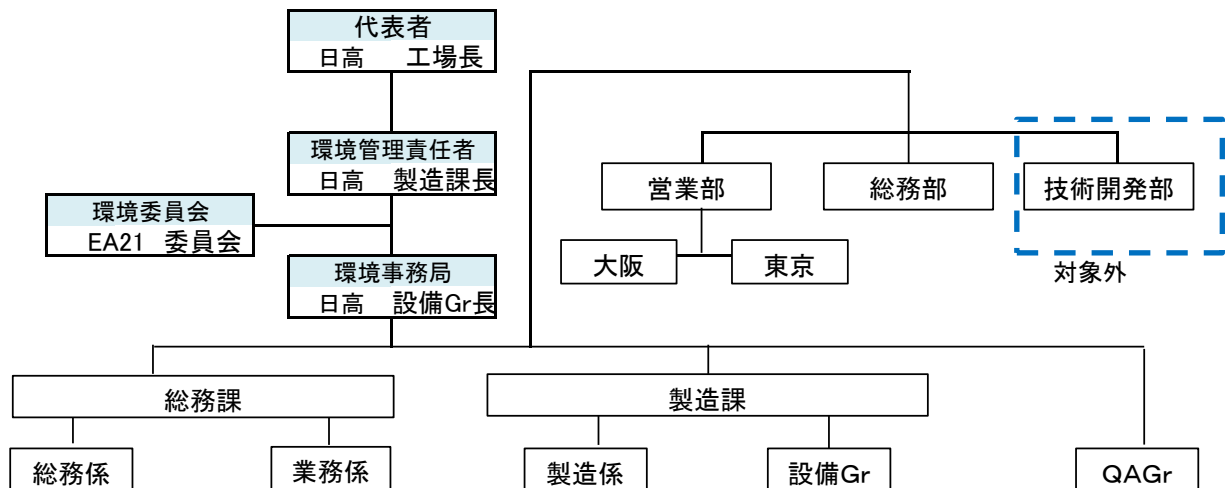 代表者
日高 工場長
環境管理責任者
日高 製造課長
環境委員会
EA21 委員会
環境事務局
日高 設備Gr長
営業部
総務部
技術開発部
大阪
東京
対象外
総務課
製造課
総務係
業務係
製造係
設備Gr
QAGr